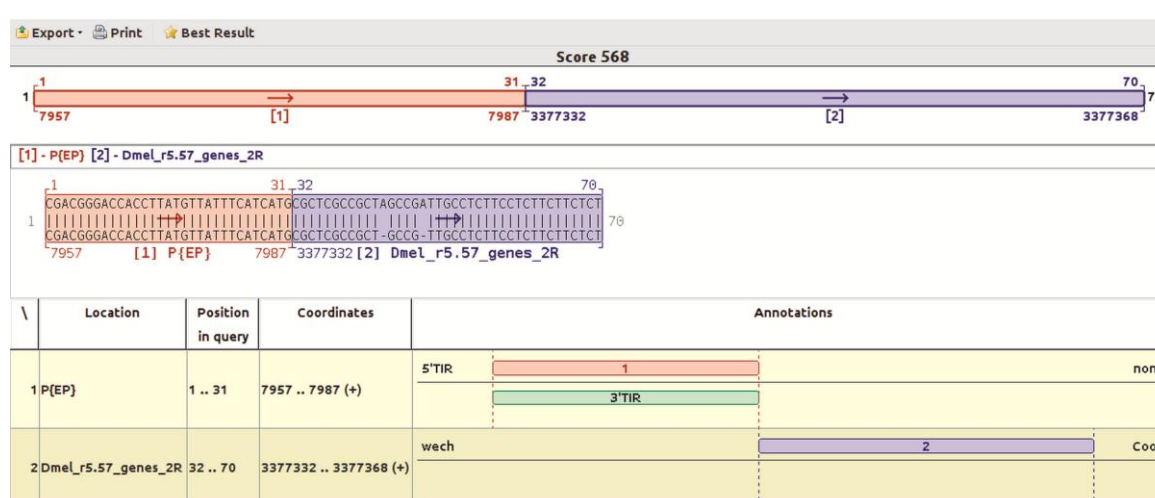 Export Print Best Result
Score 568
1 31 32 70
1 7
7957 [1] 7987 3377332 [2] 3377368
[1] - P{EP} [2] - Dmel_r5.57_genes_2R
1 31 32 70
CGACGGGACCACCTTATGTTATTTCATCATGCGCTCGCCGCTAGCCGATTGCCTCTTCCTCTTCTTCTCT
1 70
CGACGGGACCACCTTATGTTATTTCATCATGCGCTCGCCGCT-GCCG-TTGCCTCTTCCTCTTCTTCTCT
7957 [1] P{EP} 7987 3377332 [2] Dmel_r5.57_genes_2R
\ Location Position in query Coordinates Annotations
5'TIR 1 non
1 P{EP} 1 .. 31 7957 .. 7987 (+)
3'TIR
wech 2 Coo
2 Dmel_r5.57_genes_2R 32 .. 70 3377332 .. 3377368 (+)